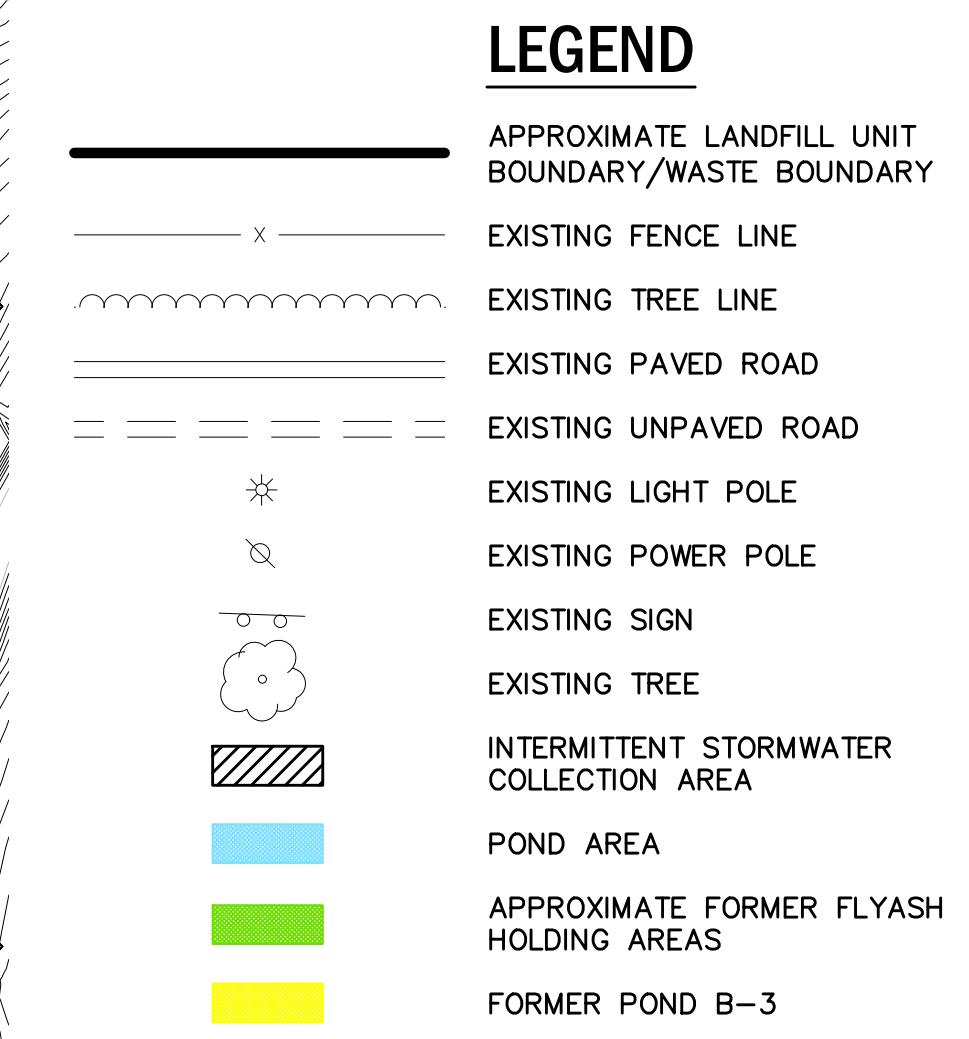 LEGEND
APPROXIMATE LANDFILL UNIT
BOUNDARY/WASTE BOUNDARY
X
EXISTING FENCE LINE
EXISTING TREE LINE
EXISTING PAVED ROAD
EXISTING UNPAVED ROAD
EXISTING LIGHT POLE
EXISTING POWER POLE
EXISTING SIGN
EXISTING TREE
INTERMITTENT STORMWATER
COLLECTION AREA
POND AREA
APPROXIMATE FORMER FLYASH
HOLDING AREAS
FORMER POND B-3